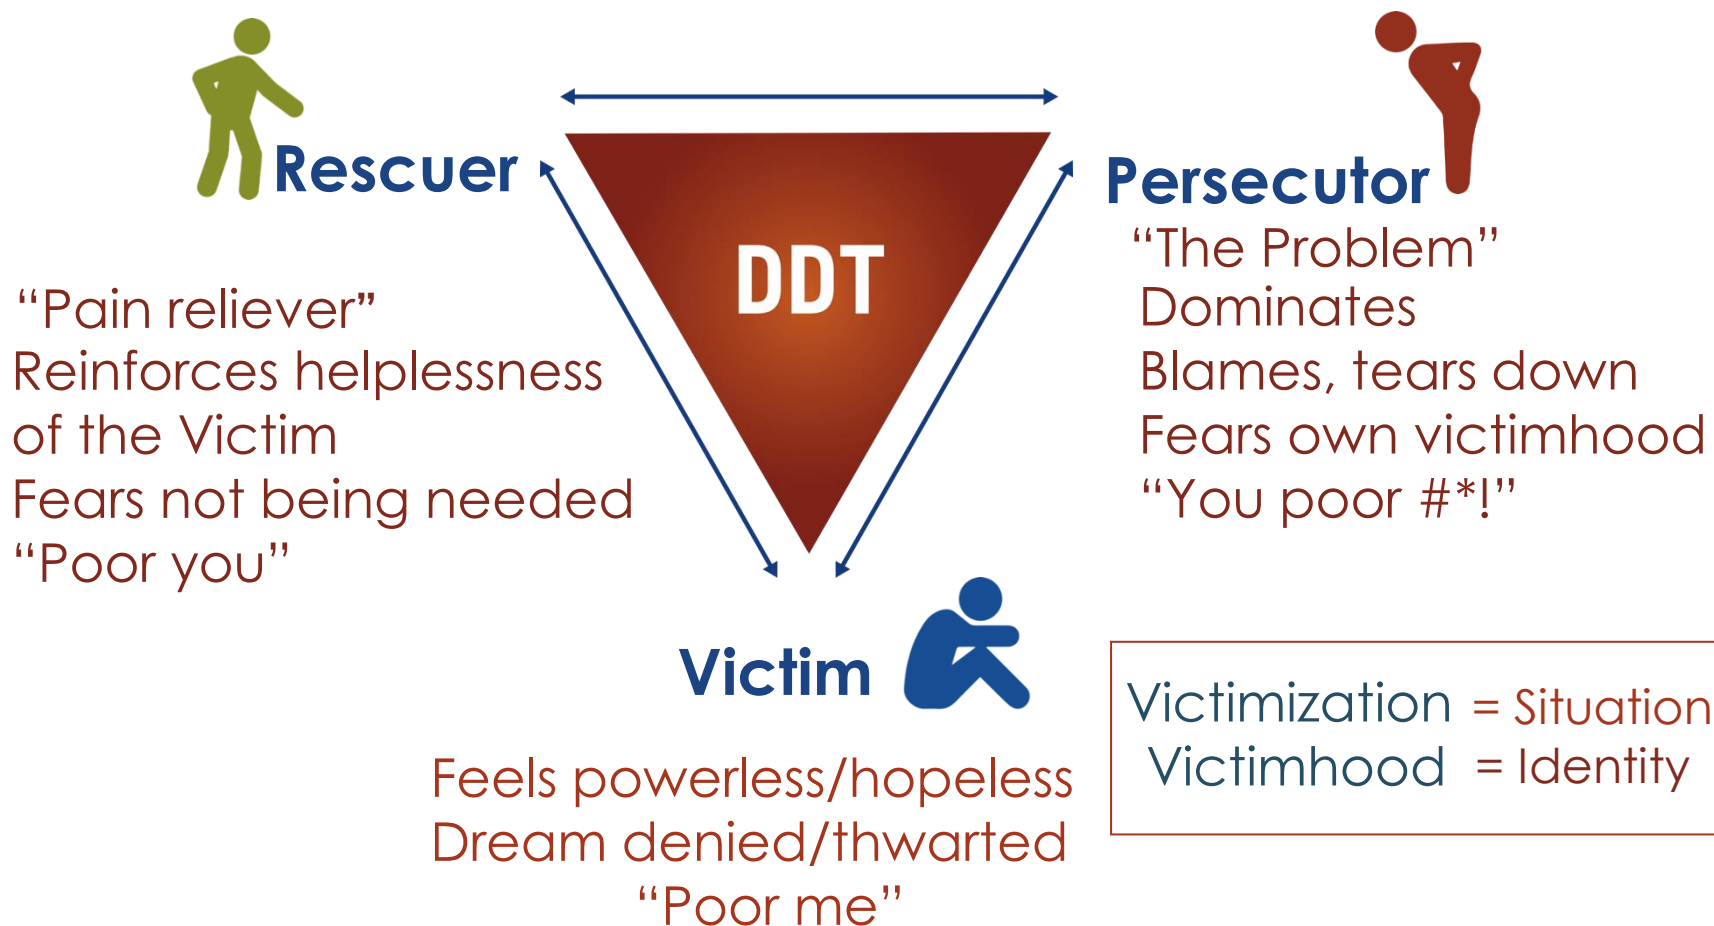 Rescuer
“Pain reliever”
Reinforces helplessness
of the Victim
Fears not being needed
“Poor you”
DDT
Persecutor
“The Problem”
Dominates
Blames, tears down
Fears own victimhood
“You poor #*!”
Victim
Feels powerless/hopeless
Dream denied/thwarted
“Poor me”
Victimization = Situation
Victimhood = Identity